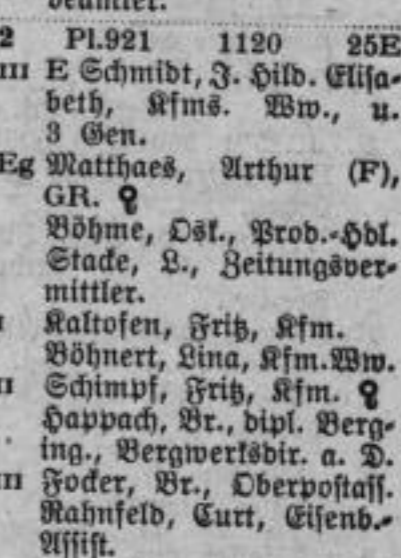 beamter.
2 Pl.921 1120 25E
III E Schmidt, J. Hild. Elisa-
beth, Kfms. Ww., u.
3 Gen.
Eg Matthaes, Arthur (F),
GR.
Böhme, Osk., Prod.-Hdl.
Stacke, L., Zeitungsver-
mittler.
I Kaltofen, Fritz, Kfm.
Böhnert, Lina, Kfm.Ww.
II Schimpf, Fritz, Kfm.
Happach, Br., dipl. Berg-
ing., Bergwerksdir. a. D.
III Focker, Br., Oberpostass.
Rahnfeld, Curt, Eisenb.-
Assist.